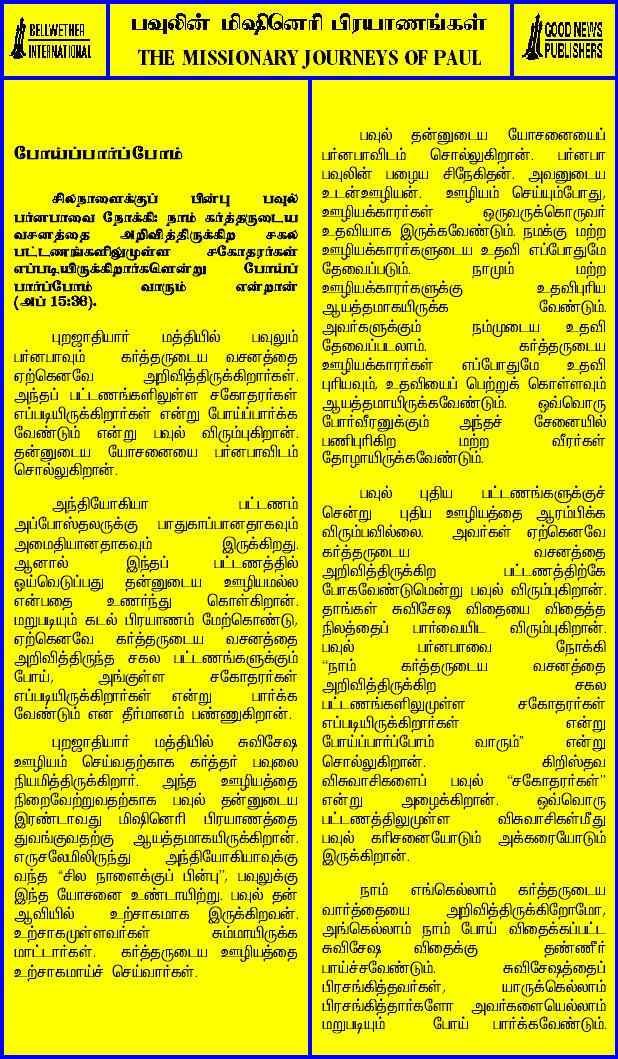 BELLWETHER
INTERNATIONAL
பவுலின் மிஷினெரி பிரயாணங்கள்
THE MISSIONARY JOURNEYS OF PAUL
GOOD NEWS
PUBLISHERS
போய்ப்பார்ப்போம்
சிலநாளைக்குப் பின்பு பவுல்
பர்னபாவை நோக்கி: நாம் கர்த்தருடைய
வசனத்தை அறிவித்திருக்கிற சகல
பட்டணங்களிலுமுள்ள சகோதரர்கள்
எப்படியிருக்கிறார்களென்று போய்ப்
பார்ப்போம் வாரும் என்றான்
(அப் 15:36).
புறஜாதியார் மத்தியில் பவுலும்
பர்னபாவும் கர்த்தருடைய வசனத்தை
ஏற்கெனவே அறிவித்திருக்கிறார்கள்.
அந்தப் பட்டணங்களிலுள்ள சகோதரர்கள்
எப்படியிருக்கிறார்கள் என்று போய்ப்பார்க்க
வேண்டும் என்று பவுல் விரும்புகிறான்.
தன்னுடைய யோசனையை பர்னபாவிடம்
சொல்லுகிறான்.
அந்தியோகியா பட்டணம்
அப்போஸ்தலருக்கு பாதுகாப்பானதாகவும்
அமைதியானதாகவும் இருக்கிறது.
ஆனால் இந்தப் பட்டணத்தில்
ஓய்வெடுப்பது தன்னுடைய ஊழியமல்ல
என்பதை உணர்ந்து கொள்கிறான்.
மறுபடியும் கடல் பிரயாணம் மேற்கொண்டு,
ஏற்கெனவே கர்த்தருடைய வசனத்தை
அறிவித்திருந்த சகல பட்டணங்களுக்கும்
போய், அங்குள்ள சகோதரர்கள்
எப்படியிருக்கிறார்கள் என்று பார்க்க
வேண்டும் என தீர்மானம் பண்ணுகிறான்.
புறஜாதியார் மத்தியில் சுவிசேஷ
ஊழியம் செய்வதற்காக கர்த்தர் பவுலை
நியமித்திருக்கிறார். அந்த ஊழியத்தை
நிறைவேற்றுவதற்காக பவுல் தன்னுடைய
இரண்டாவது மிஷினெரி பிரயாணத்தை
துவங்குவதற்கு ஆயத்தமாகயிருக்கிறான்.
எருசலேமிலிருந்து அந்தியோகியாவுக்கு
வந்த “சில நாளைக்குப் பின்பு”, பவுலுக்கு
இந்த யோசனை உண்டாயிற்று. பவுல் தன்
ஆவியில் உற்சாகமாக இருக்கிறவன்.
உற்சாகமுள்ளவர்கள் சும்மாயிருக்க
மாட்டார்கள். கர்த்தருடைய ஊழியத்தை
உற்சாகமாய்ச் செய்வார்கள்.
பவுல் தன்னுடைய யோசனையைப்
பர்னபாவிடம் சொல்லுகிறான். பர்னபா
பவுலின் பழைய சிநேகிதன். அவனுடைய
உடன்ஊழியன். ஊழியம் செய்யும்போது,
ஊழியக்காரர்கள் ஒருவருக்கொருவர்
உதவியாக இருக்கவேண்டும். நமக்கு மற்ற
ஊழியக்காரர்களுடைய உதவி எப்போதுமே
தேவைப்படும். நாமும் மற்ற
ஊழியக்காரர்களுக்கு உதவிபுரிய
ஆயத்தமாகயிருக்க வேண்டும்.
அவர்களுக்கும் நம்முடைய உதவி
தேவைப்படலாம். கர்த்தருடைய
ஊழியக்காரர்கள் எப்போதுமே உதவி
புரியவும், உதவியைப் பெற்றுக் கொள்ளவும்
ஆயத்தமாயிருக்கவேண்டும். ஒவ்வொரு
போர்வீரனுக்கும் அந்தச் சேனையில்
பணிபுரிகிற மற்ற வீரர்கள்
தோழாயிருக்கவேண்டும்.
பவுல் புதிய பட்டணங்களுக்குச்
சென்று புதிய ஊழியத்தை ஆரம்பிக்க
விரும்பவில்லை. அவர்கள் ஏற்கெனவே
கர்த்தருடைய வசனத்தை
அறிவித்திருக்கிற பட்டணத்திற்கே
போகவேண்டுமென்று பவுல் விரும்புகிறான்.
தாங்கள் சுவிசேஷ விதையை விதைத்த
நிலத்தைப் பார்வையிட விரும்புகிறான்.
பவுல் பர்னபாவை நோக்கி
“நாம் கர்த்தருடைய வசனத்தை
அறிவித்திருக்கிற சகல
பட்டணங்களிலுமுள்ள சகோதரர்கள்
எப்படியிருக்கிறார்கள் என்று
போய்ப்பார்ப்போம் வாரும்” என்று
சொல்லுகிறான். கிறிஸ்தவ
விசுவாசிகளைப் பவுல் “சகோதரர்கள்”
என்று அழைக்கிறான். ஒவ்வொரு
பட்டணத்திலுமுள்ள விசுவாசிகள்மீது
பவுல் கரிசனையோடும் அக்கரையோடும்
இருக்கிறான்.
நாம் எங்கெல்லாம் கர்த்தருடைய
வார்த்தையை அறிவித்திருக்கிறோமோ,
அங்கெல்லாம் நாம் போய் விதைக்கப்பட்ட
சுவிசேஷ விதைக்கு தண்ணீர்
பாய்ச்சவேண்டும். சுவிசேஷத்தைப்
பிரசங்கித்தவர்கள், யாருக்கெல்லாம்
பிரசங்கித்தார்களோ அவர்களையெல்லாம்
மறுபடியும் போய் பார்க்கவேண்டும்.